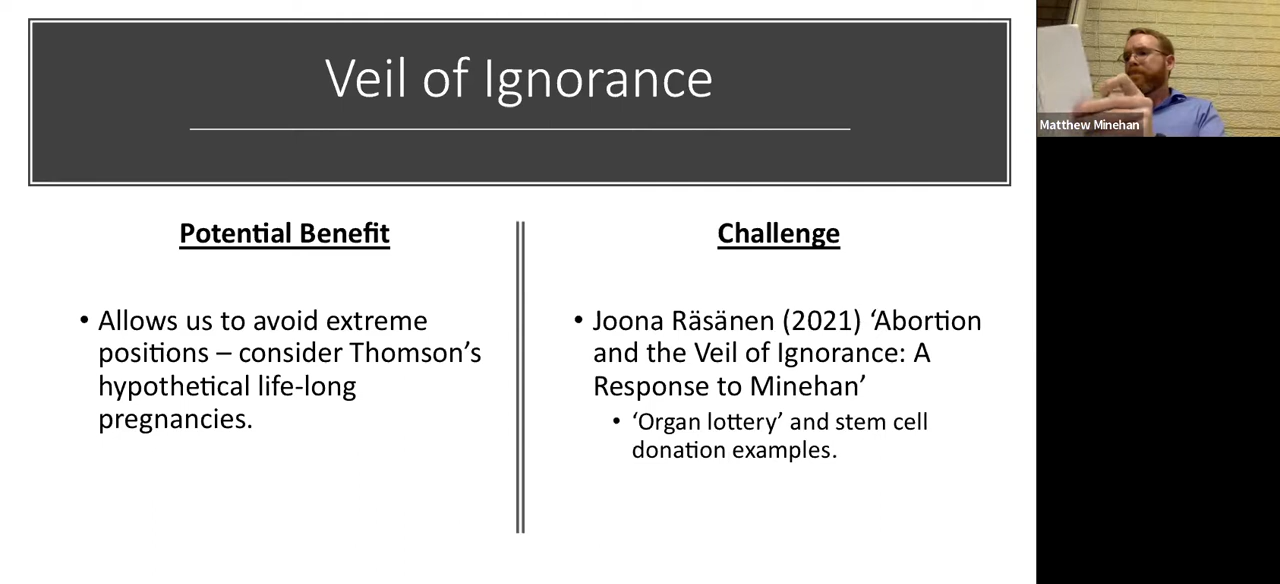 Veil of Ignorance
Potential Benefit
• Allows us to avoid extreme
positions – consider Thomson’s
hypothetical life-long
pregnancies.
Challenge
• Joona Räsänen (2021) ‘Abortion
and the Veil of Ignorance: A
Response to Minehan’
• ‘Organ lottery’ and stem cell
donation examples.
Matthew Minehan